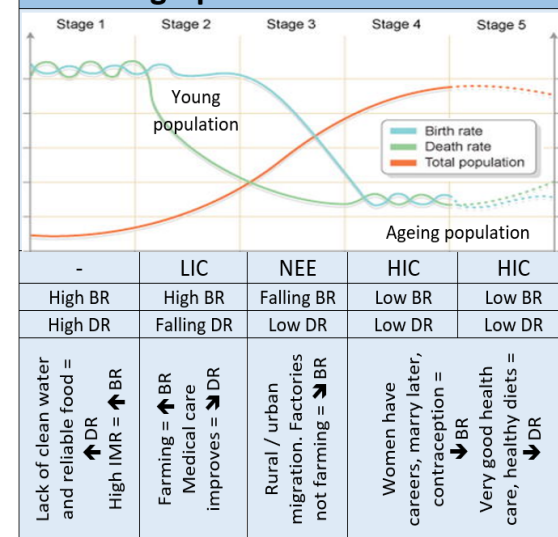 Stage 1
Stage 2
Stage 3
Stage 4
Stage 5
Young
population
Birth rate
Death rate
Total population
Ageing population
-
LIC
NEE
HIC
HIC
High BR
High BR
Falling BR
Low BR
Low BR
High DR
Falling DR
Low DR
Low DR
Low DR
Lack of clean water
and reliable food =
🡹 DR
High IMR = 🡹 BR
Farming = 🡹 BR
Medical care
improves = 🡾 DR
Rural / urban
migration. Factories
not farming = 🡾 BR
Women have
careers, marry later,
contraception =
🡻 BR
Very good health
care, healthy diets =
🡻 DR